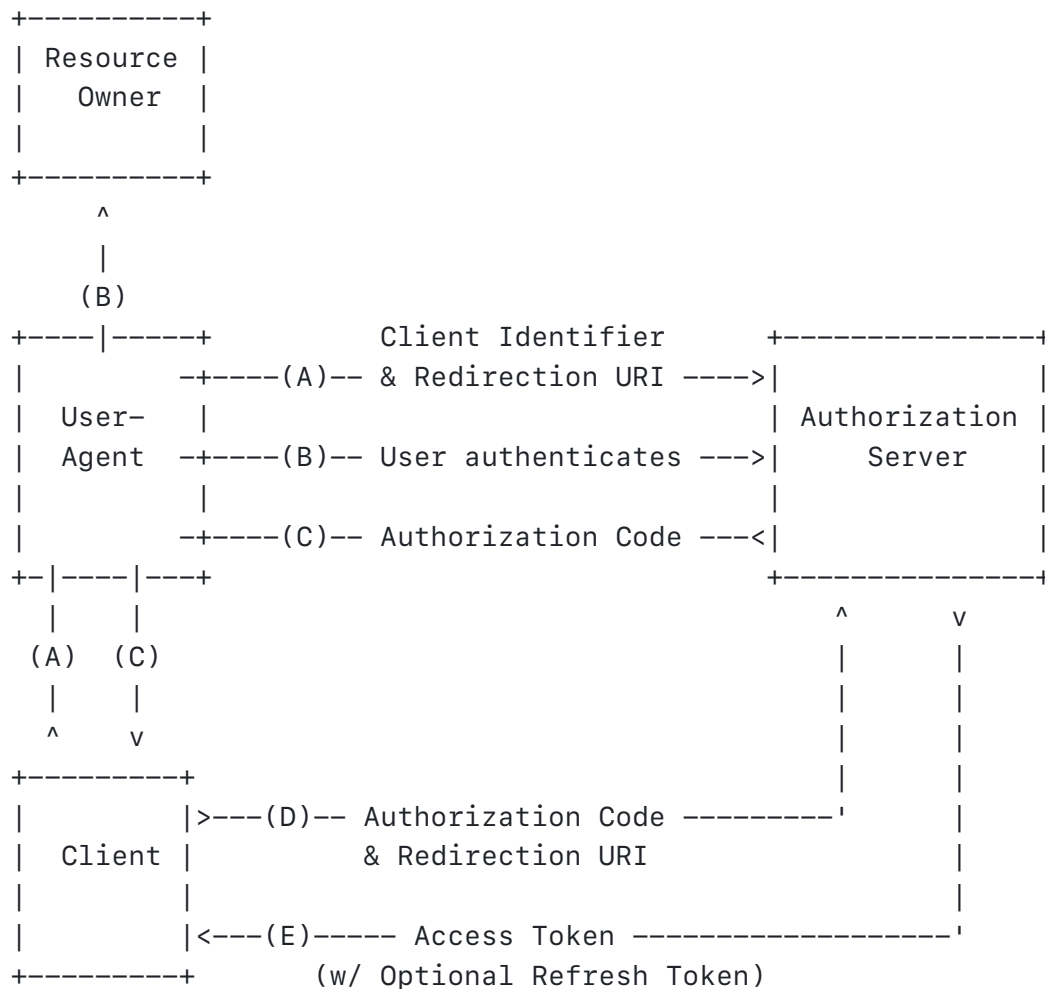 +----------+
| Resource |
|   Owner  |
|          |
+----------+
     ^
     |
    (B)
+----|-----+          Client Identifier      +---------------+
|         -+----(A)-- & Redirection URI ---->|               |
|  User-   |                                 | Authorization |
|  Agent  -+----(B)-- User authenticates --->|     Server    |
|          |                                 |               |
|         -+----(C)-- Authorization Code ---<|               |
+-|----|---+                                 +---------------+
  |    |                                         ^      v
 (A)  (C)                                        |      |
  |    |                                         |      |
  ^    v                                         |      |
+---------+                                      |      |
|         |>---(D)-- Authorization Code ---------'      |
|  Client |          & Redirection URI                  |
|         |                                             |
|         |<---(E)----- Access Token -------------------'
+---------+       (w/ Optional Refresh Token)